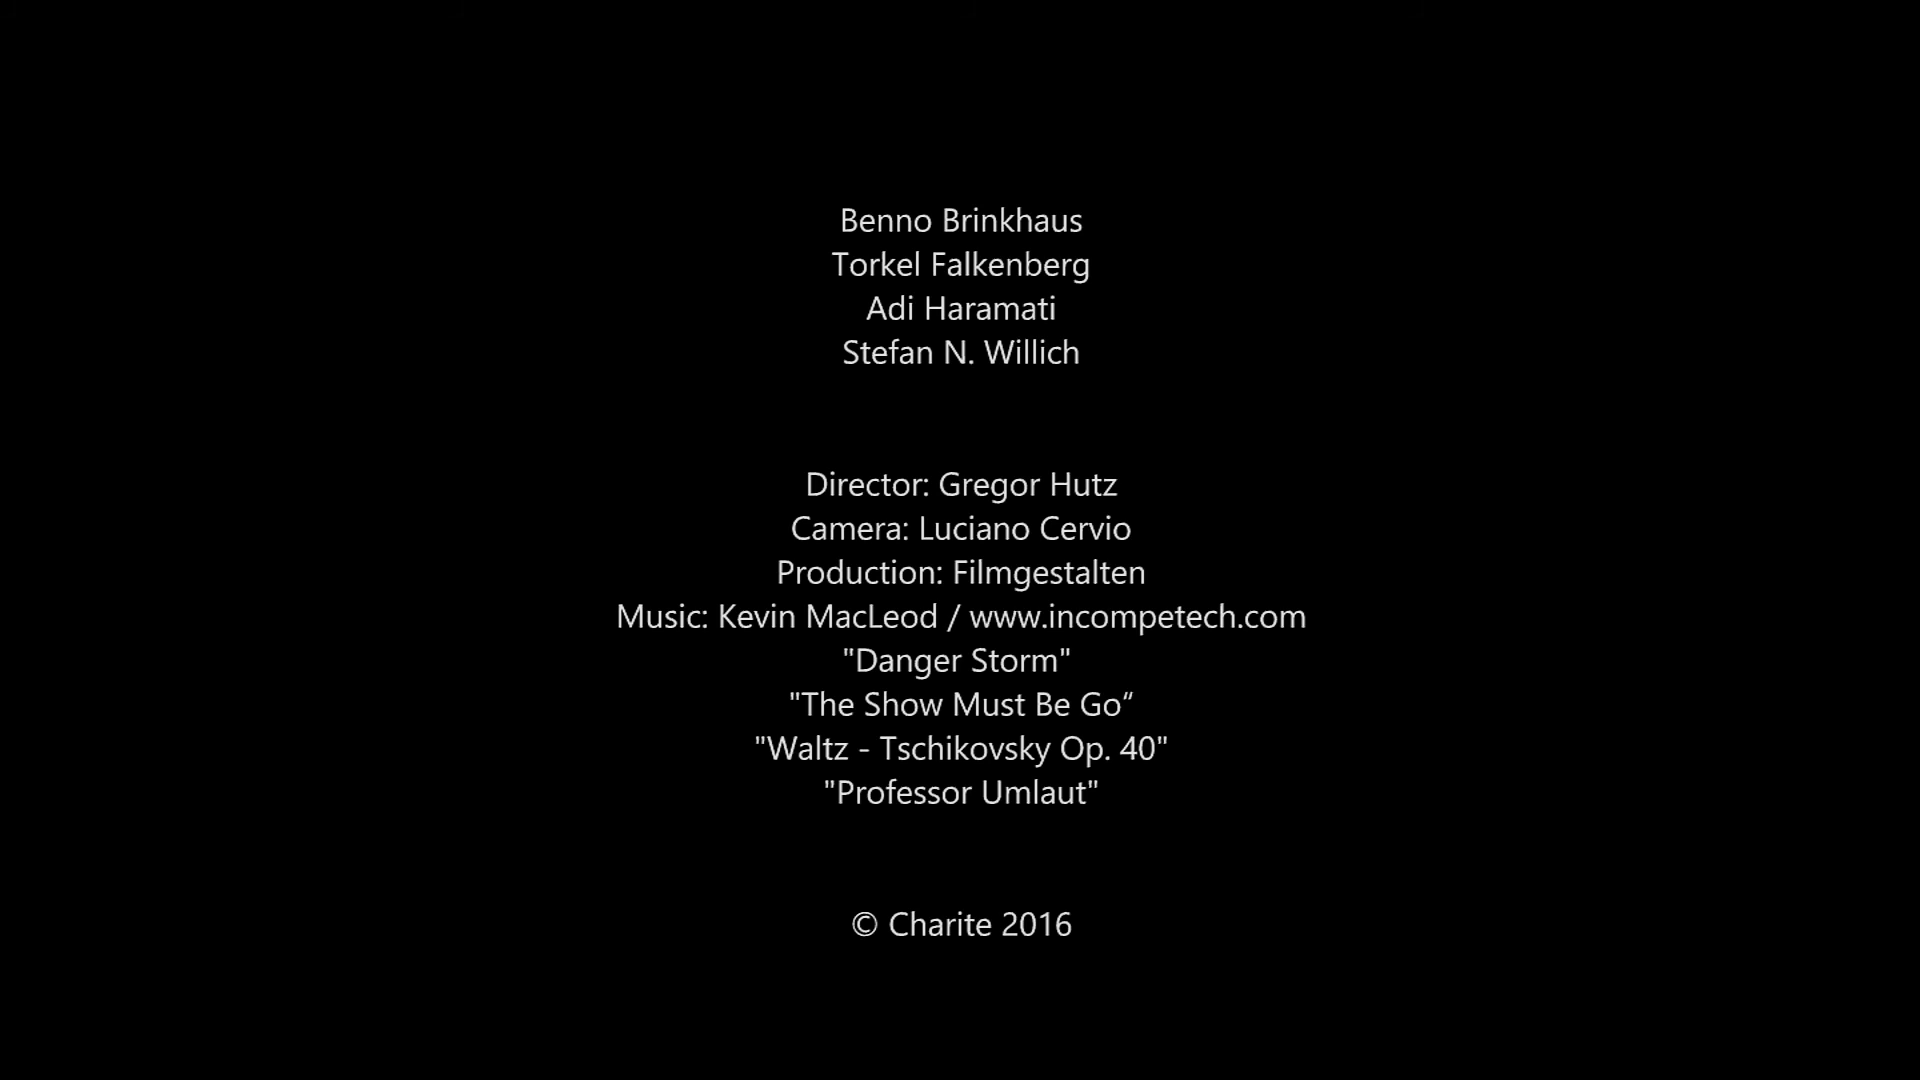 Benno Brinkhaus
Torkel Falkenberg
Adi Haramati
Stefan N. Willich
Director: Gregor Hutz
Camera: Luciano Cervio
Production: Filmgestalten
Music: Kevin MacLeod / www.incompetech.com
"Danger Storm"
"The Show Must Be Go“
"Waltz - Tschikovsky Op. 40"
"Professor Umlaut"
© Charite 2016